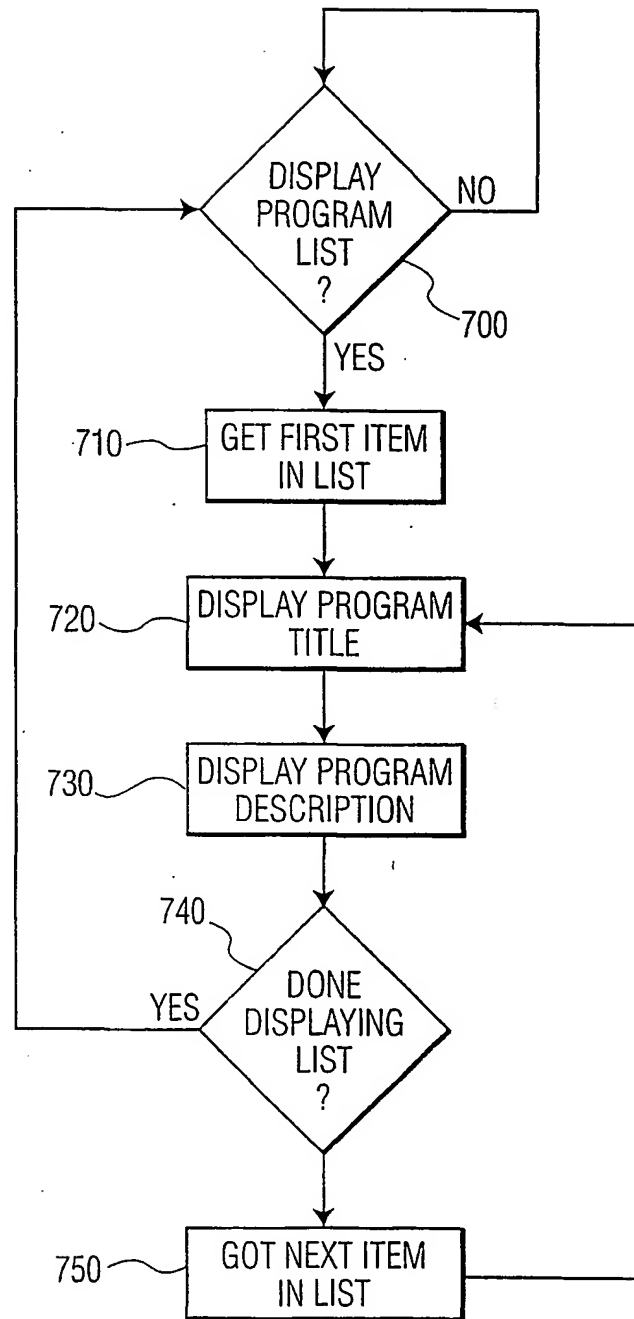 DISPLAY
PROGRAM
LIST
?
NO
700
YES
710
GET FIRST ITEM
IN LIST
720
DISPLAY PROGRAM
TITLE
730
DISPLAY PROGRAM
DESCRIPTION
740
YES
DONE
DISPLAYING
LIST
?
750
GOT NEXT ITEM
IN LIST